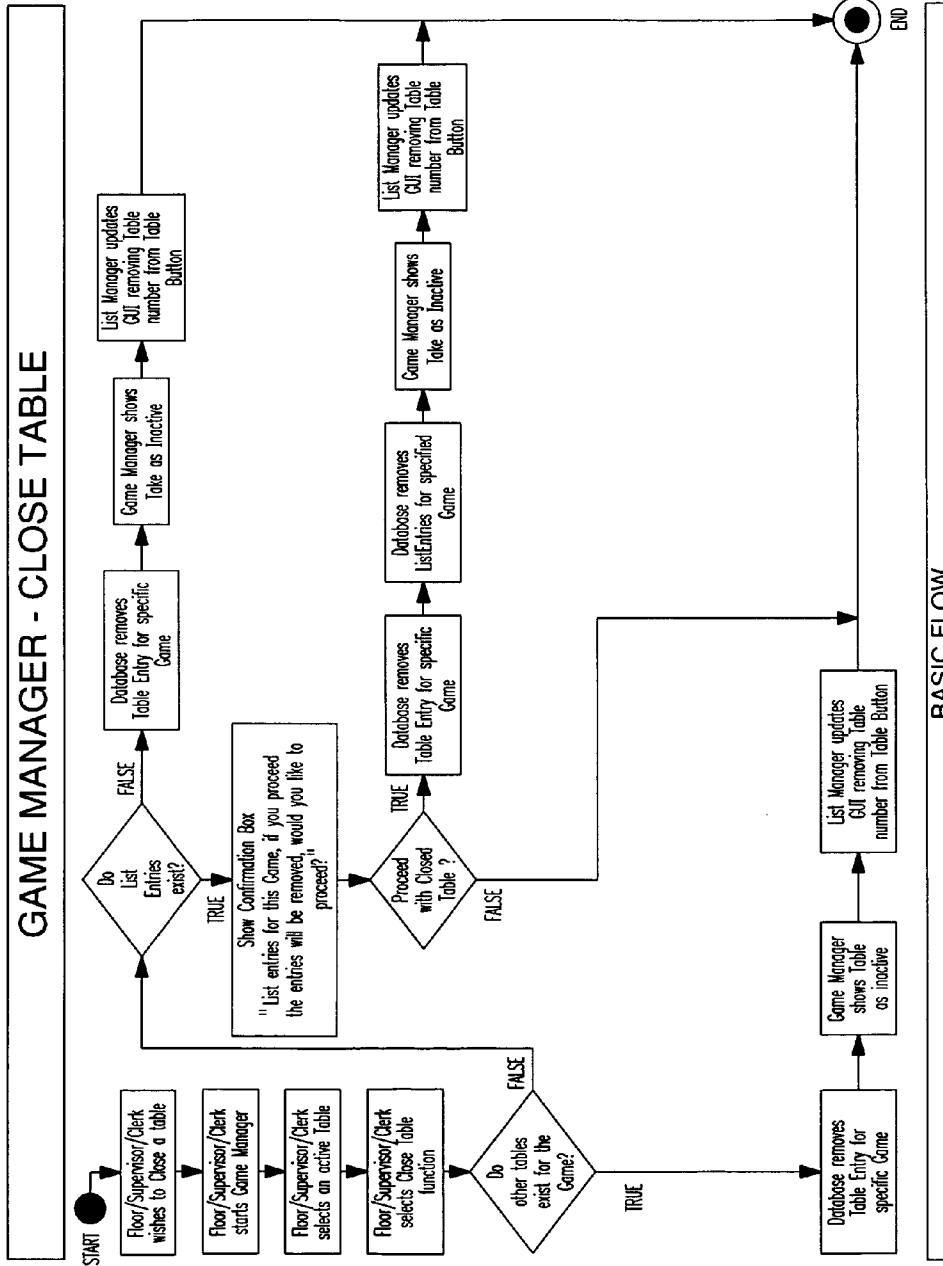 GAME MANAGER - CLOSE TABLE
START
Floor/Supervisor/Clerk
wishes to Close a table
Floor/Supervisor/Clerk
starts Game Manager
Floor/Supervisor/Clerk
selects an active Table
Floor/Supervisor/Clerk
selects Close Table
function
Do
other tables
exist for the
Game?
FALSE
TRUE
Do
List
Entries
exist?
FALSE
TRUE
Database removes
Table Entry for specific
Game
Game Manager shows
Take as Inactive
List Manager updates
GUI removing Table
number from Table
Button
Show Confirmation Box
"List entries for this Game, if you proceed
the entries will be removed, would you like to
proceed?"
Proceed
with Closed
Table ?
TRUE
FALSE
Database removes
Table Entry for specific
Game
Database removes
ListEntries for specified
Game
Game Manager shows
Take as Inactive
List Manager updates
GUI removing Table
number from Table
Button
Database removes
Table Entry for
specific Game
Game Manager
shows Table
as inactive
List Manager updates
GUI removing Table
number from Table Button
END
BASIC FLOW